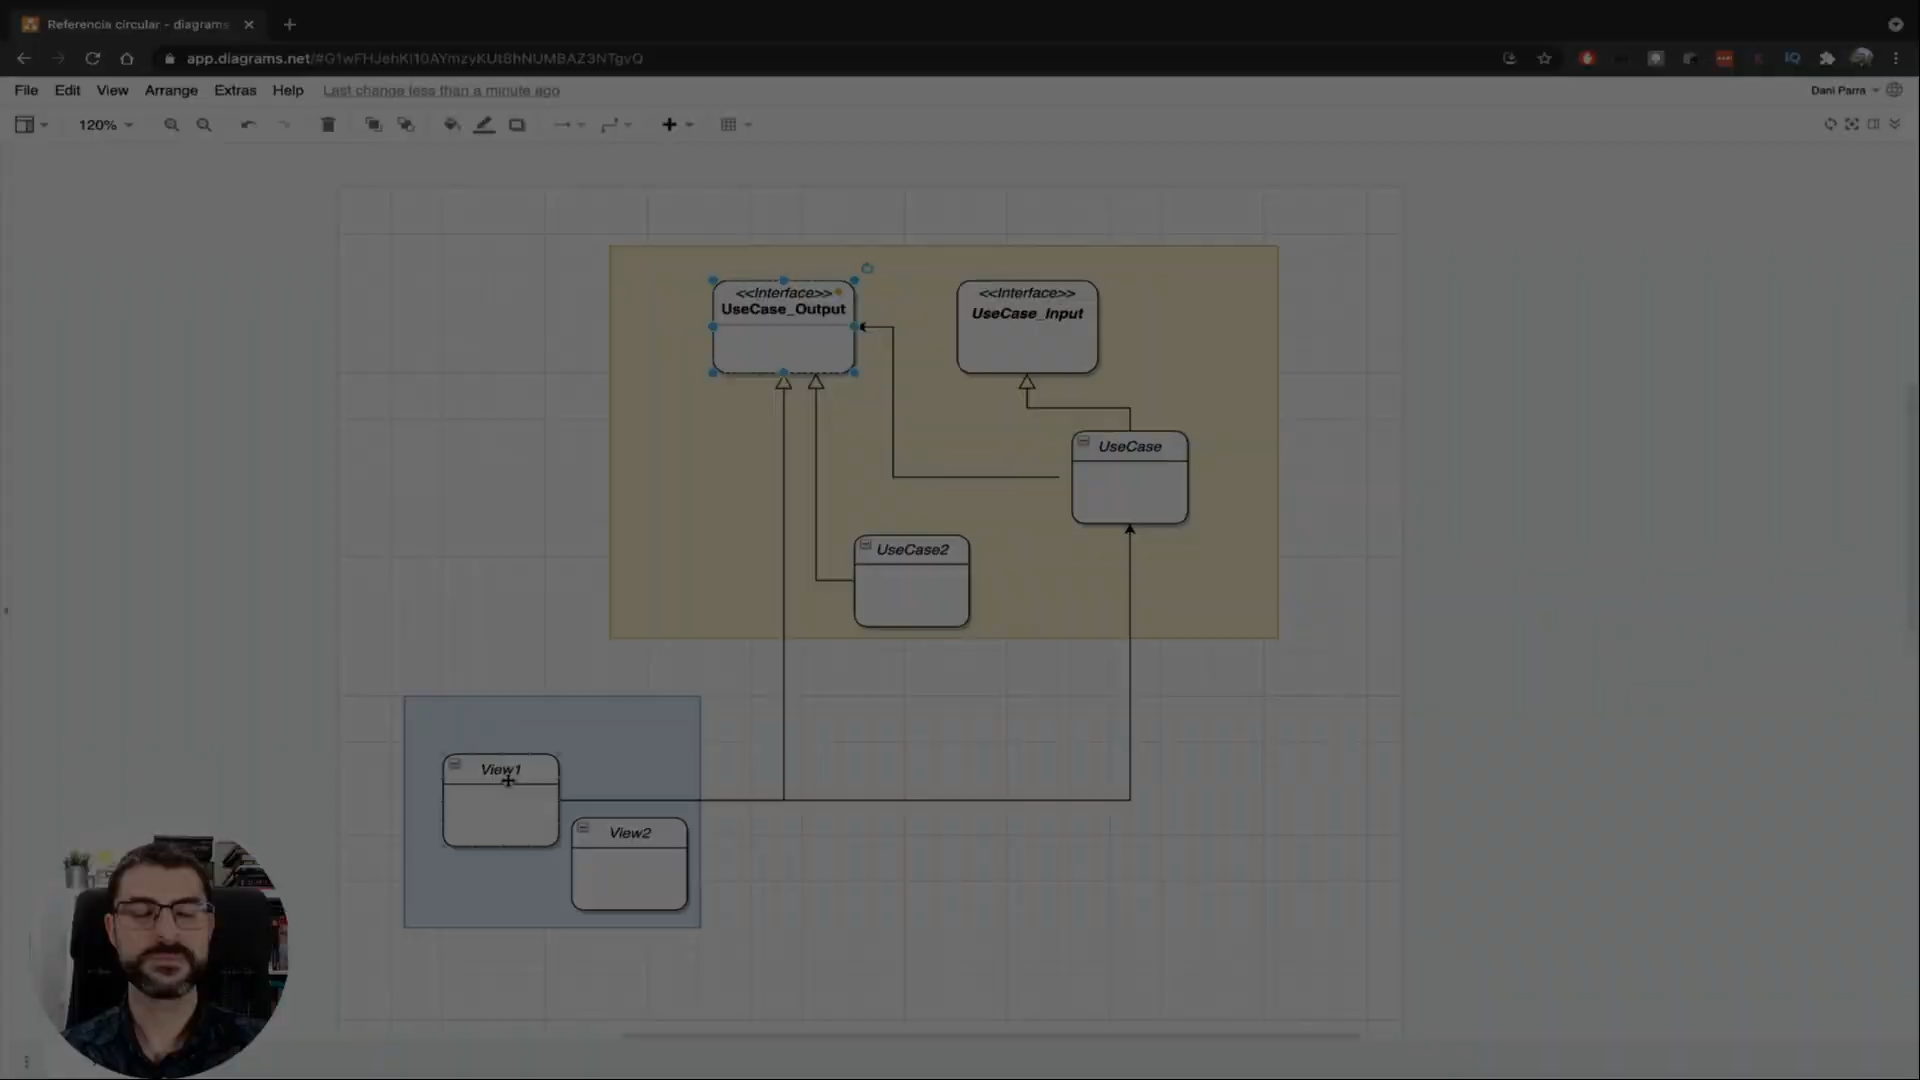 Referencia circular - diagrams
app.diagrams.net/#G1wFHJehKI10AYmzyKUt8hNUMBAZ3NTgvQ
File Edit View Arrange Extras Help Last change less than a minute ago
Dani Parra
120%
<<Interface>>
UseCase_Output
<<Interface>>
UseCase_Input
UseCase
UseCase2
View1
View2